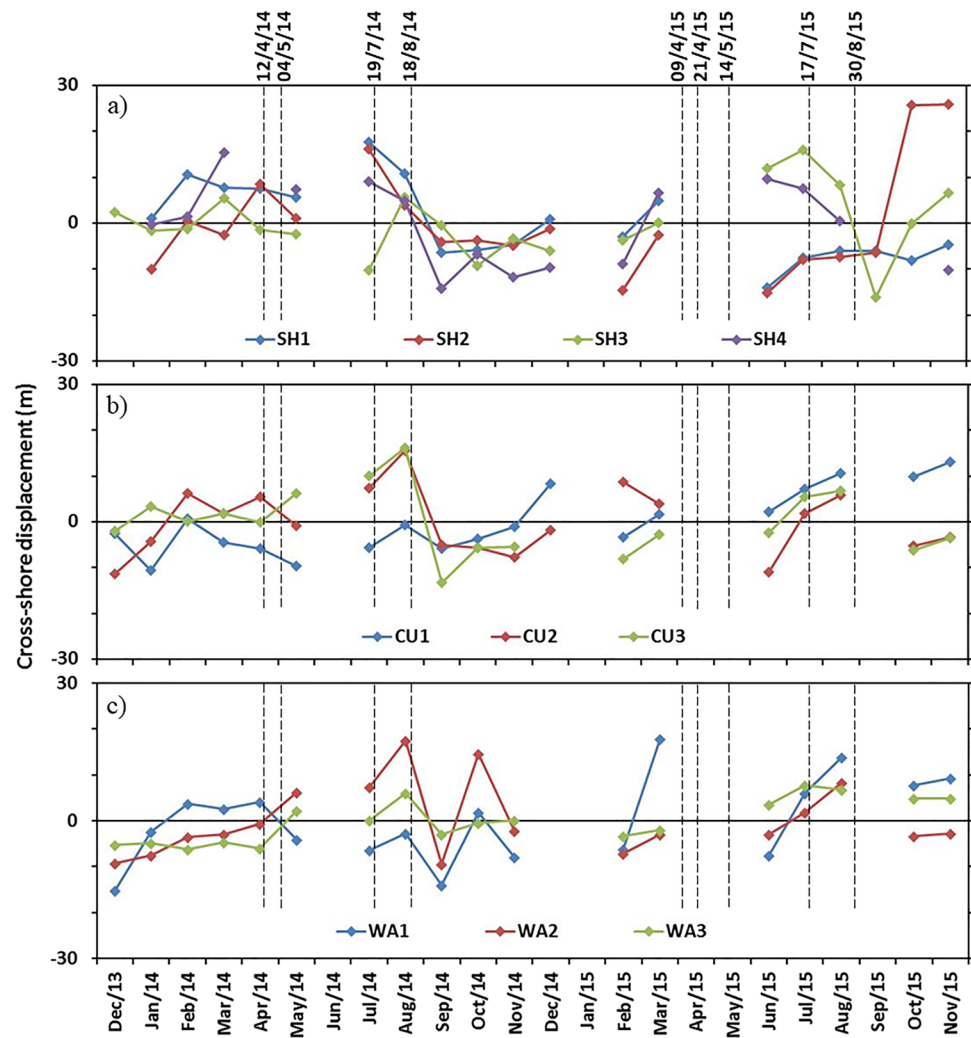 12/4/14 04/5/14 19/7/14 18/8/14 09/4/15 21/4/15 14/5/15 17/7/15 30/8/15
Cross-shore displacement (m)
30
a)
0
SH1 SH2 SH3 SH4
-30
30
b)
0
CU1 CU2 CU3
-30
30
c)
0
WA1 WA2 WA3
-30
Dec/13 Jan/14 Feb/14 Mar/14 Apr/14 May/14 Jun/14 Jul/14 Aug/14 Sep/14 Oct/14 Nov/14 Dec/14 Jan/15 Feb/15 Mar/15 Apr/15 May/15 Jun/15 Jul/15 Aug/15 Sep/15 Oct/15 Nov/15